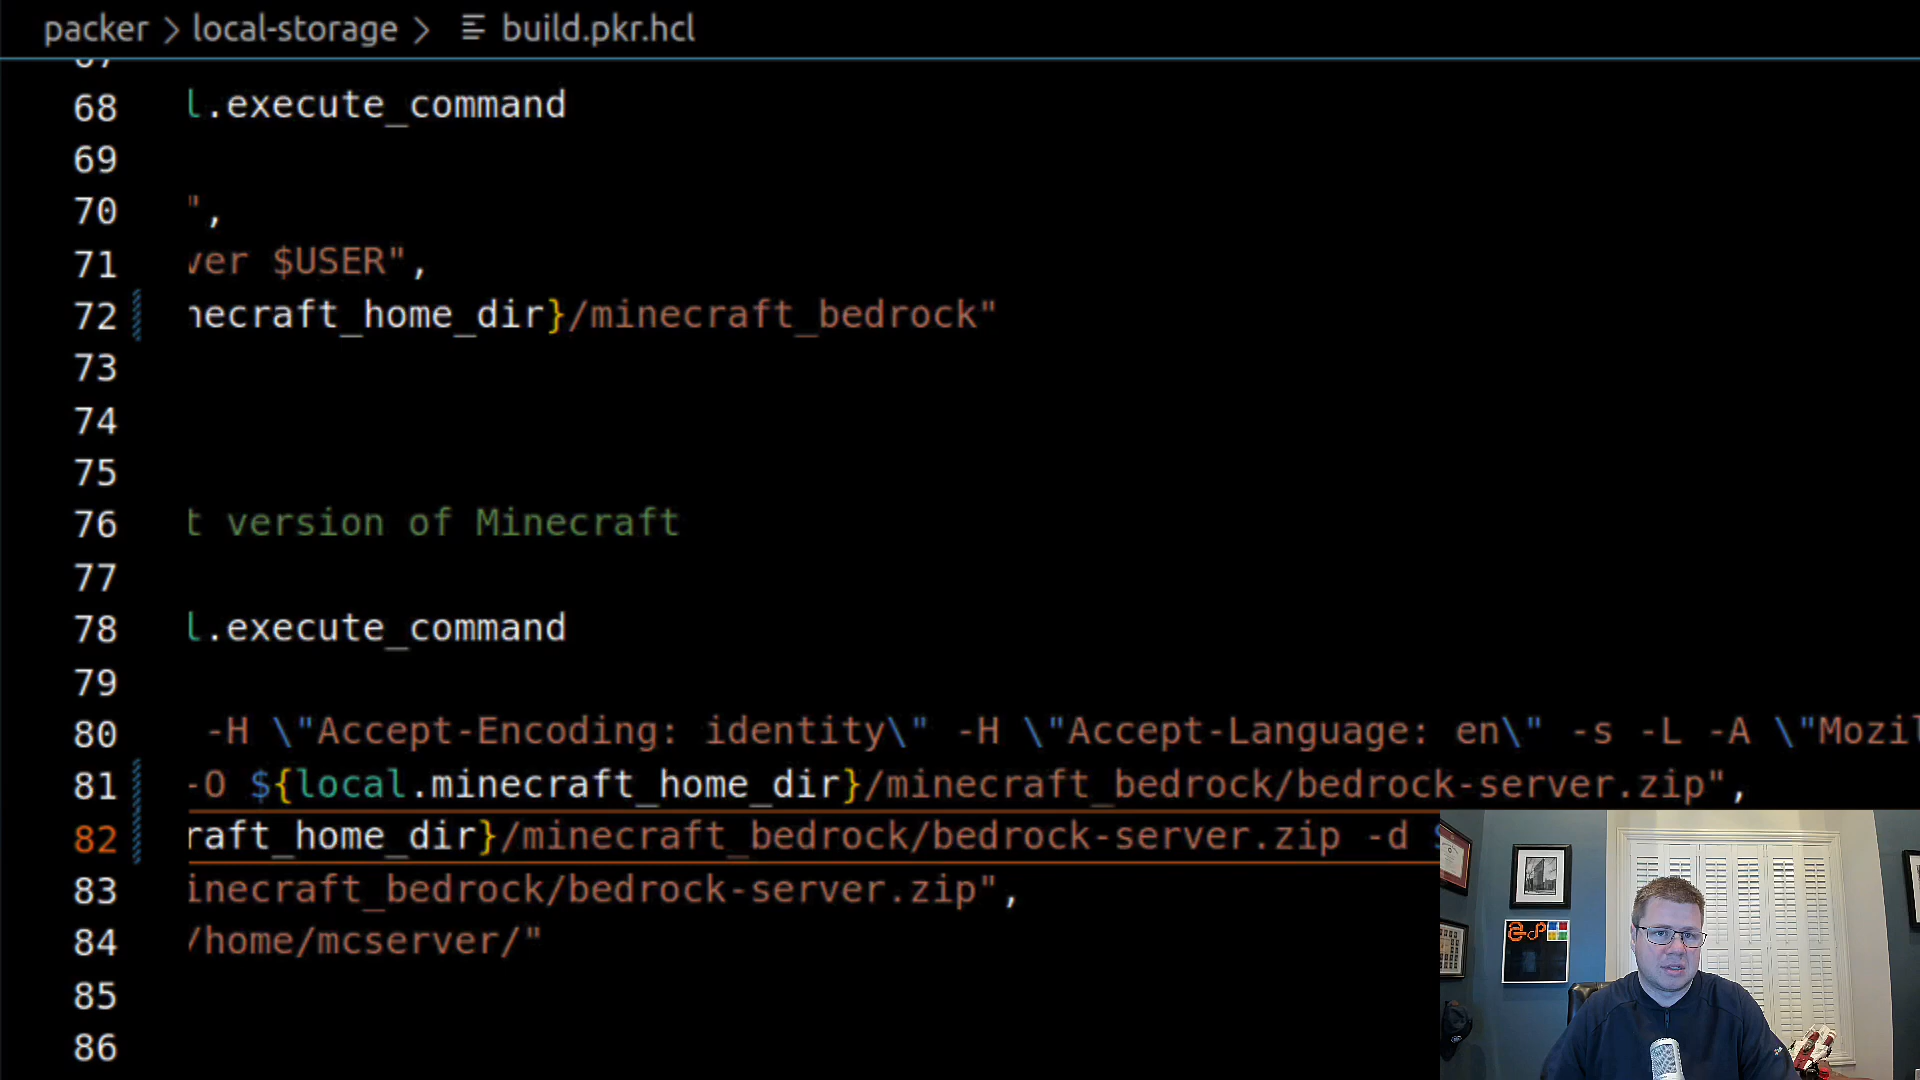 packer > local-storage > build.pkr.hcl
67
68 l.execute_command
69
70 ",
71 ver $USER",
72 necraft_home_dir}/minecraft_bedrock"
73
74
75
76 t version of Minecraft
77
78 l.execute_command
79
80 -H \"Accept-Encoding: identity\" -H \"Accept-Language: en\" -s -L -A \"Mozil
81 -O ${local.minecraft_home_dir}/minecraft_bedrock/bedrock-server.zip",
82 raft_home_dir}/minecraft_bedrock/bedrock-server.zip -d $
83 inecraft_bedrock/bedrock-server.zip",
84 /home/mcserver/"
85
86